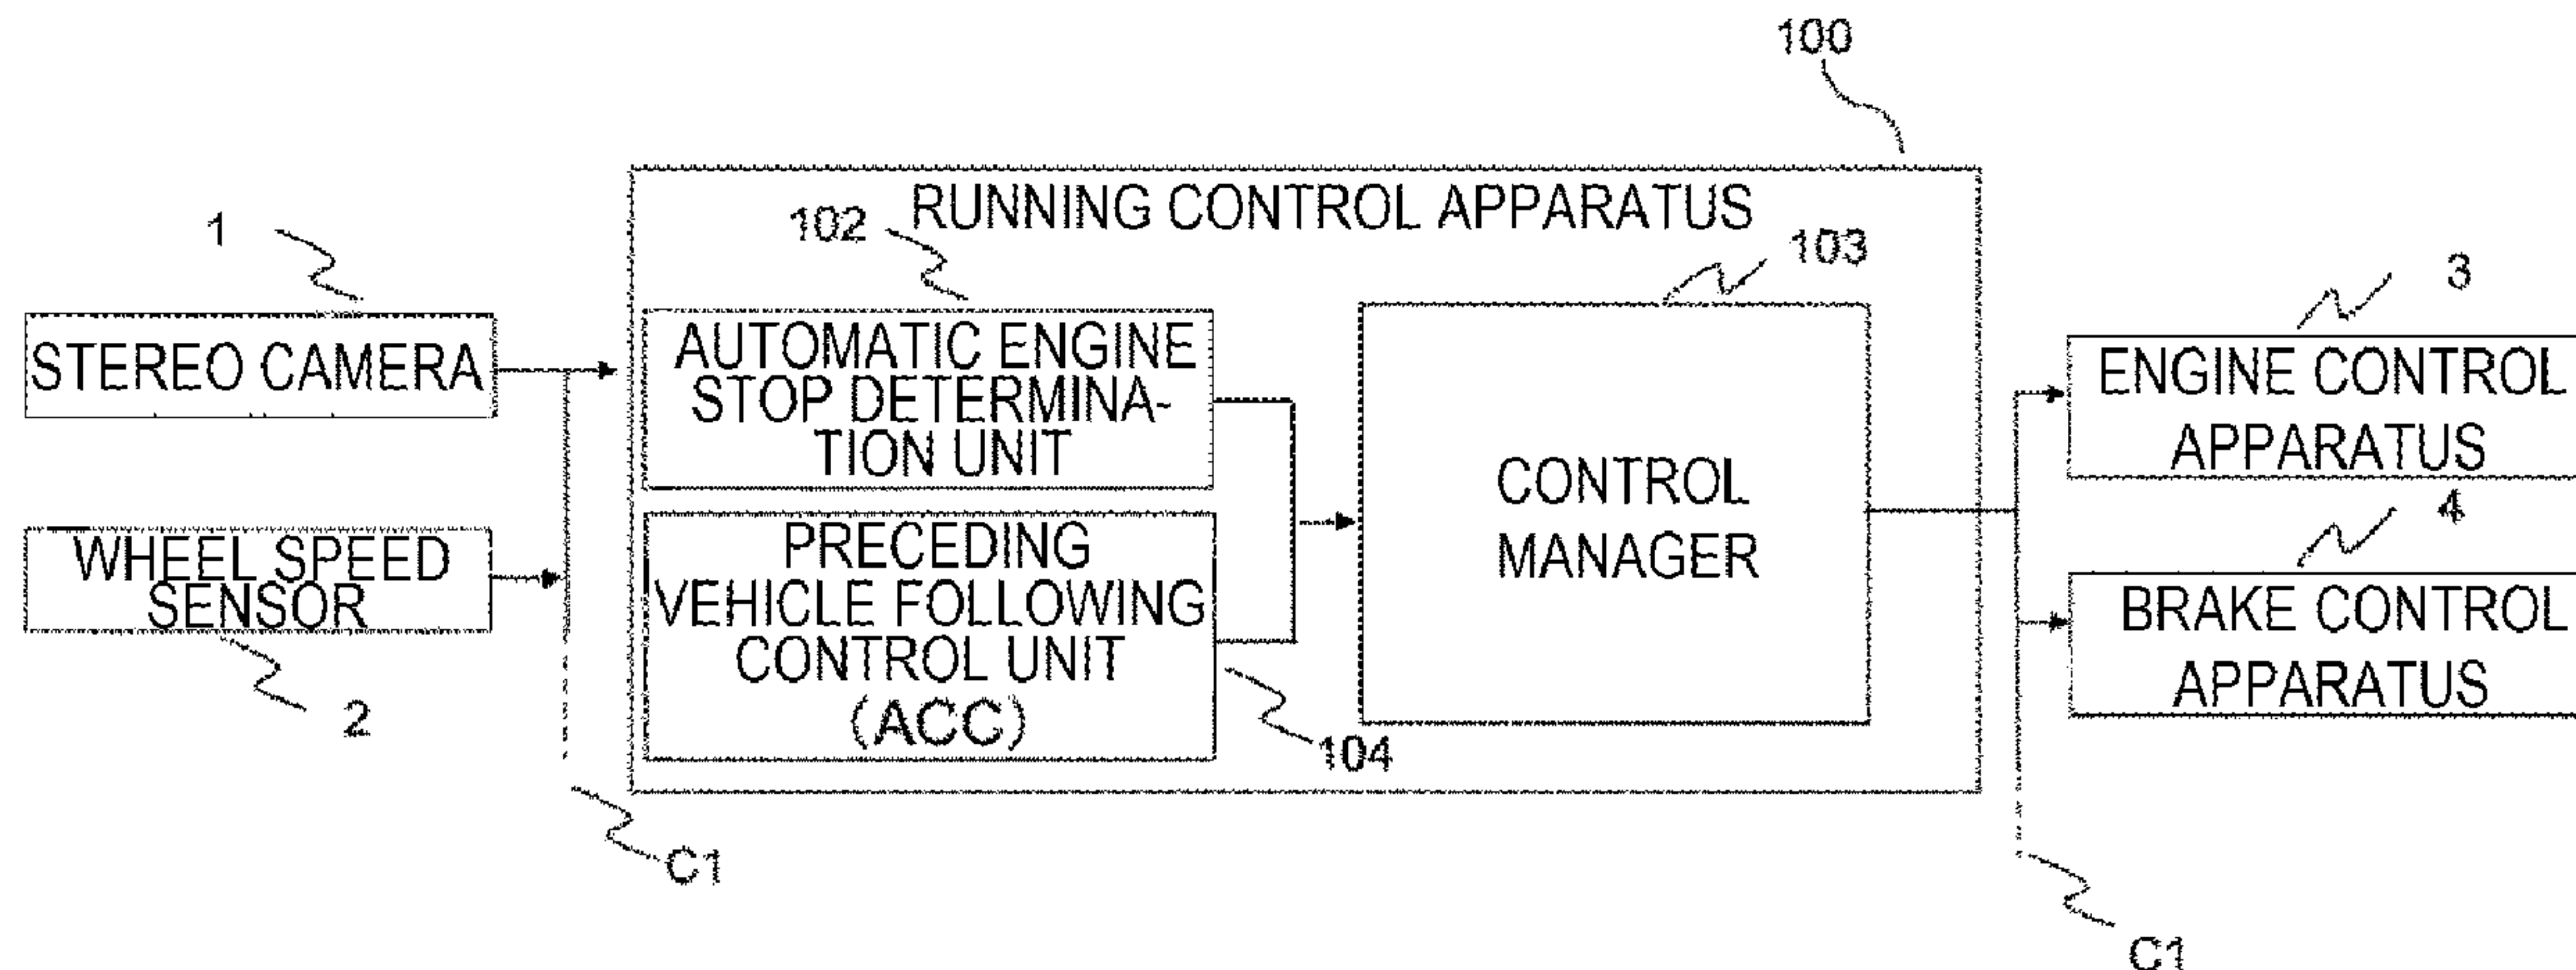 100
RUNNING CONTROL APPARATUS
1
102
103
3
STEREO CAMERA
AUTOMATIC ENGINE
STOP DETERMINA-
TION UNIT
ENGINE CONTROL
APPARATUS
CONTROL
MANAGER
4
WHEEL SPEED
SENSOR
2
PRECEDING
VEHICLE FOLLOWING
CONTROL UNIT
(ACC)
104
BRAKE CONTROL
APPARATUS
C1
C1